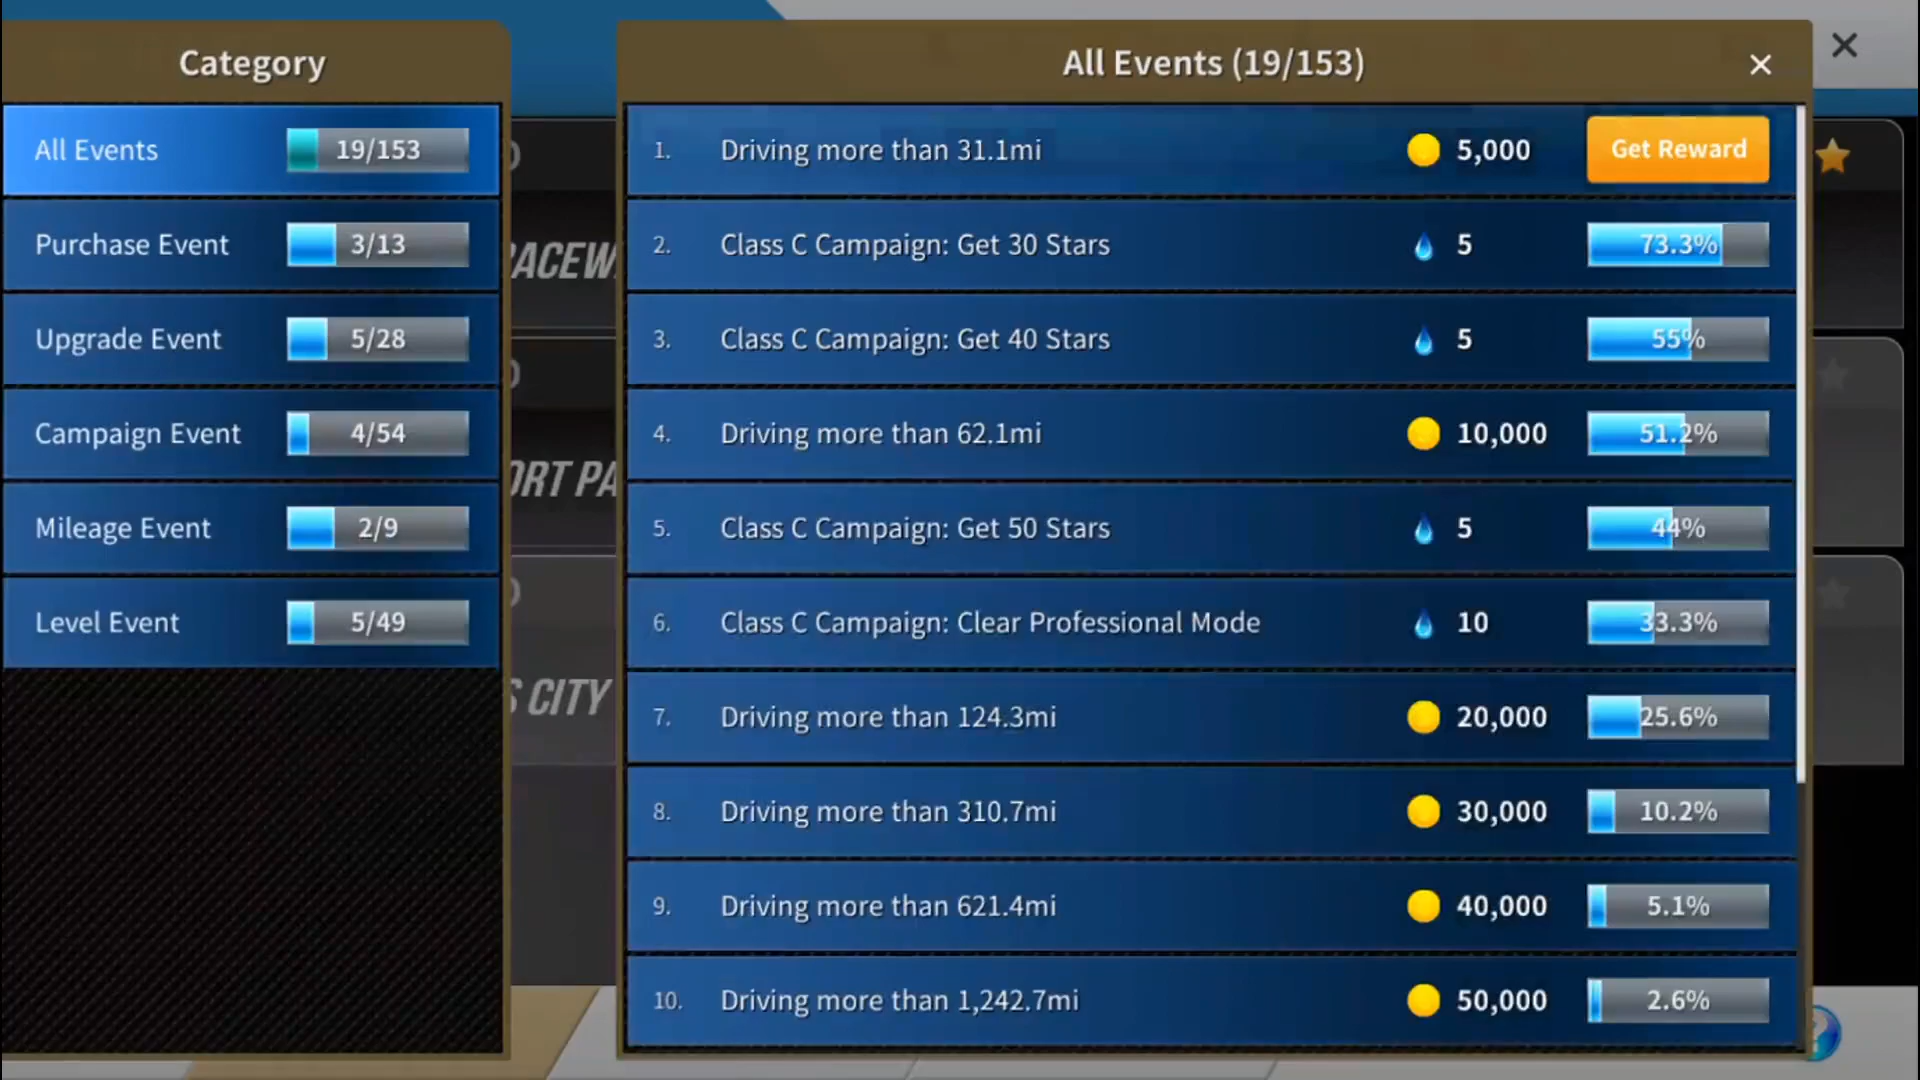 Category
All Events 19/153
Purchase Event 3/13
Upgrade Event 5/28
Campaign Event 4/54
Mileage Event 2/9
Level Event 5/49
All Events (19/153)
1. Driving more than 31.1mi 5,000 Get Reward
2. Class C Campaign: Get 30 Stars 5 73.3%
3. Class C Campaign: Get 40 Stars 5 55%
4. Driving more than 62.1mi 10,000 51.2%
5. Class C Campaign: Get 50 Stars 5 44%
6. Class C Campaign: Clear Professional Mode 10 33.3%
7. Driving more than 124.3mi 20,000 25.6%
8. Driving more than 310.7mi 30,000 10.2%
9. Driving more than 621.4mi 40,000 5.1%
10. Driving more than 1,242.7mi 50,000 2.6%
CITY